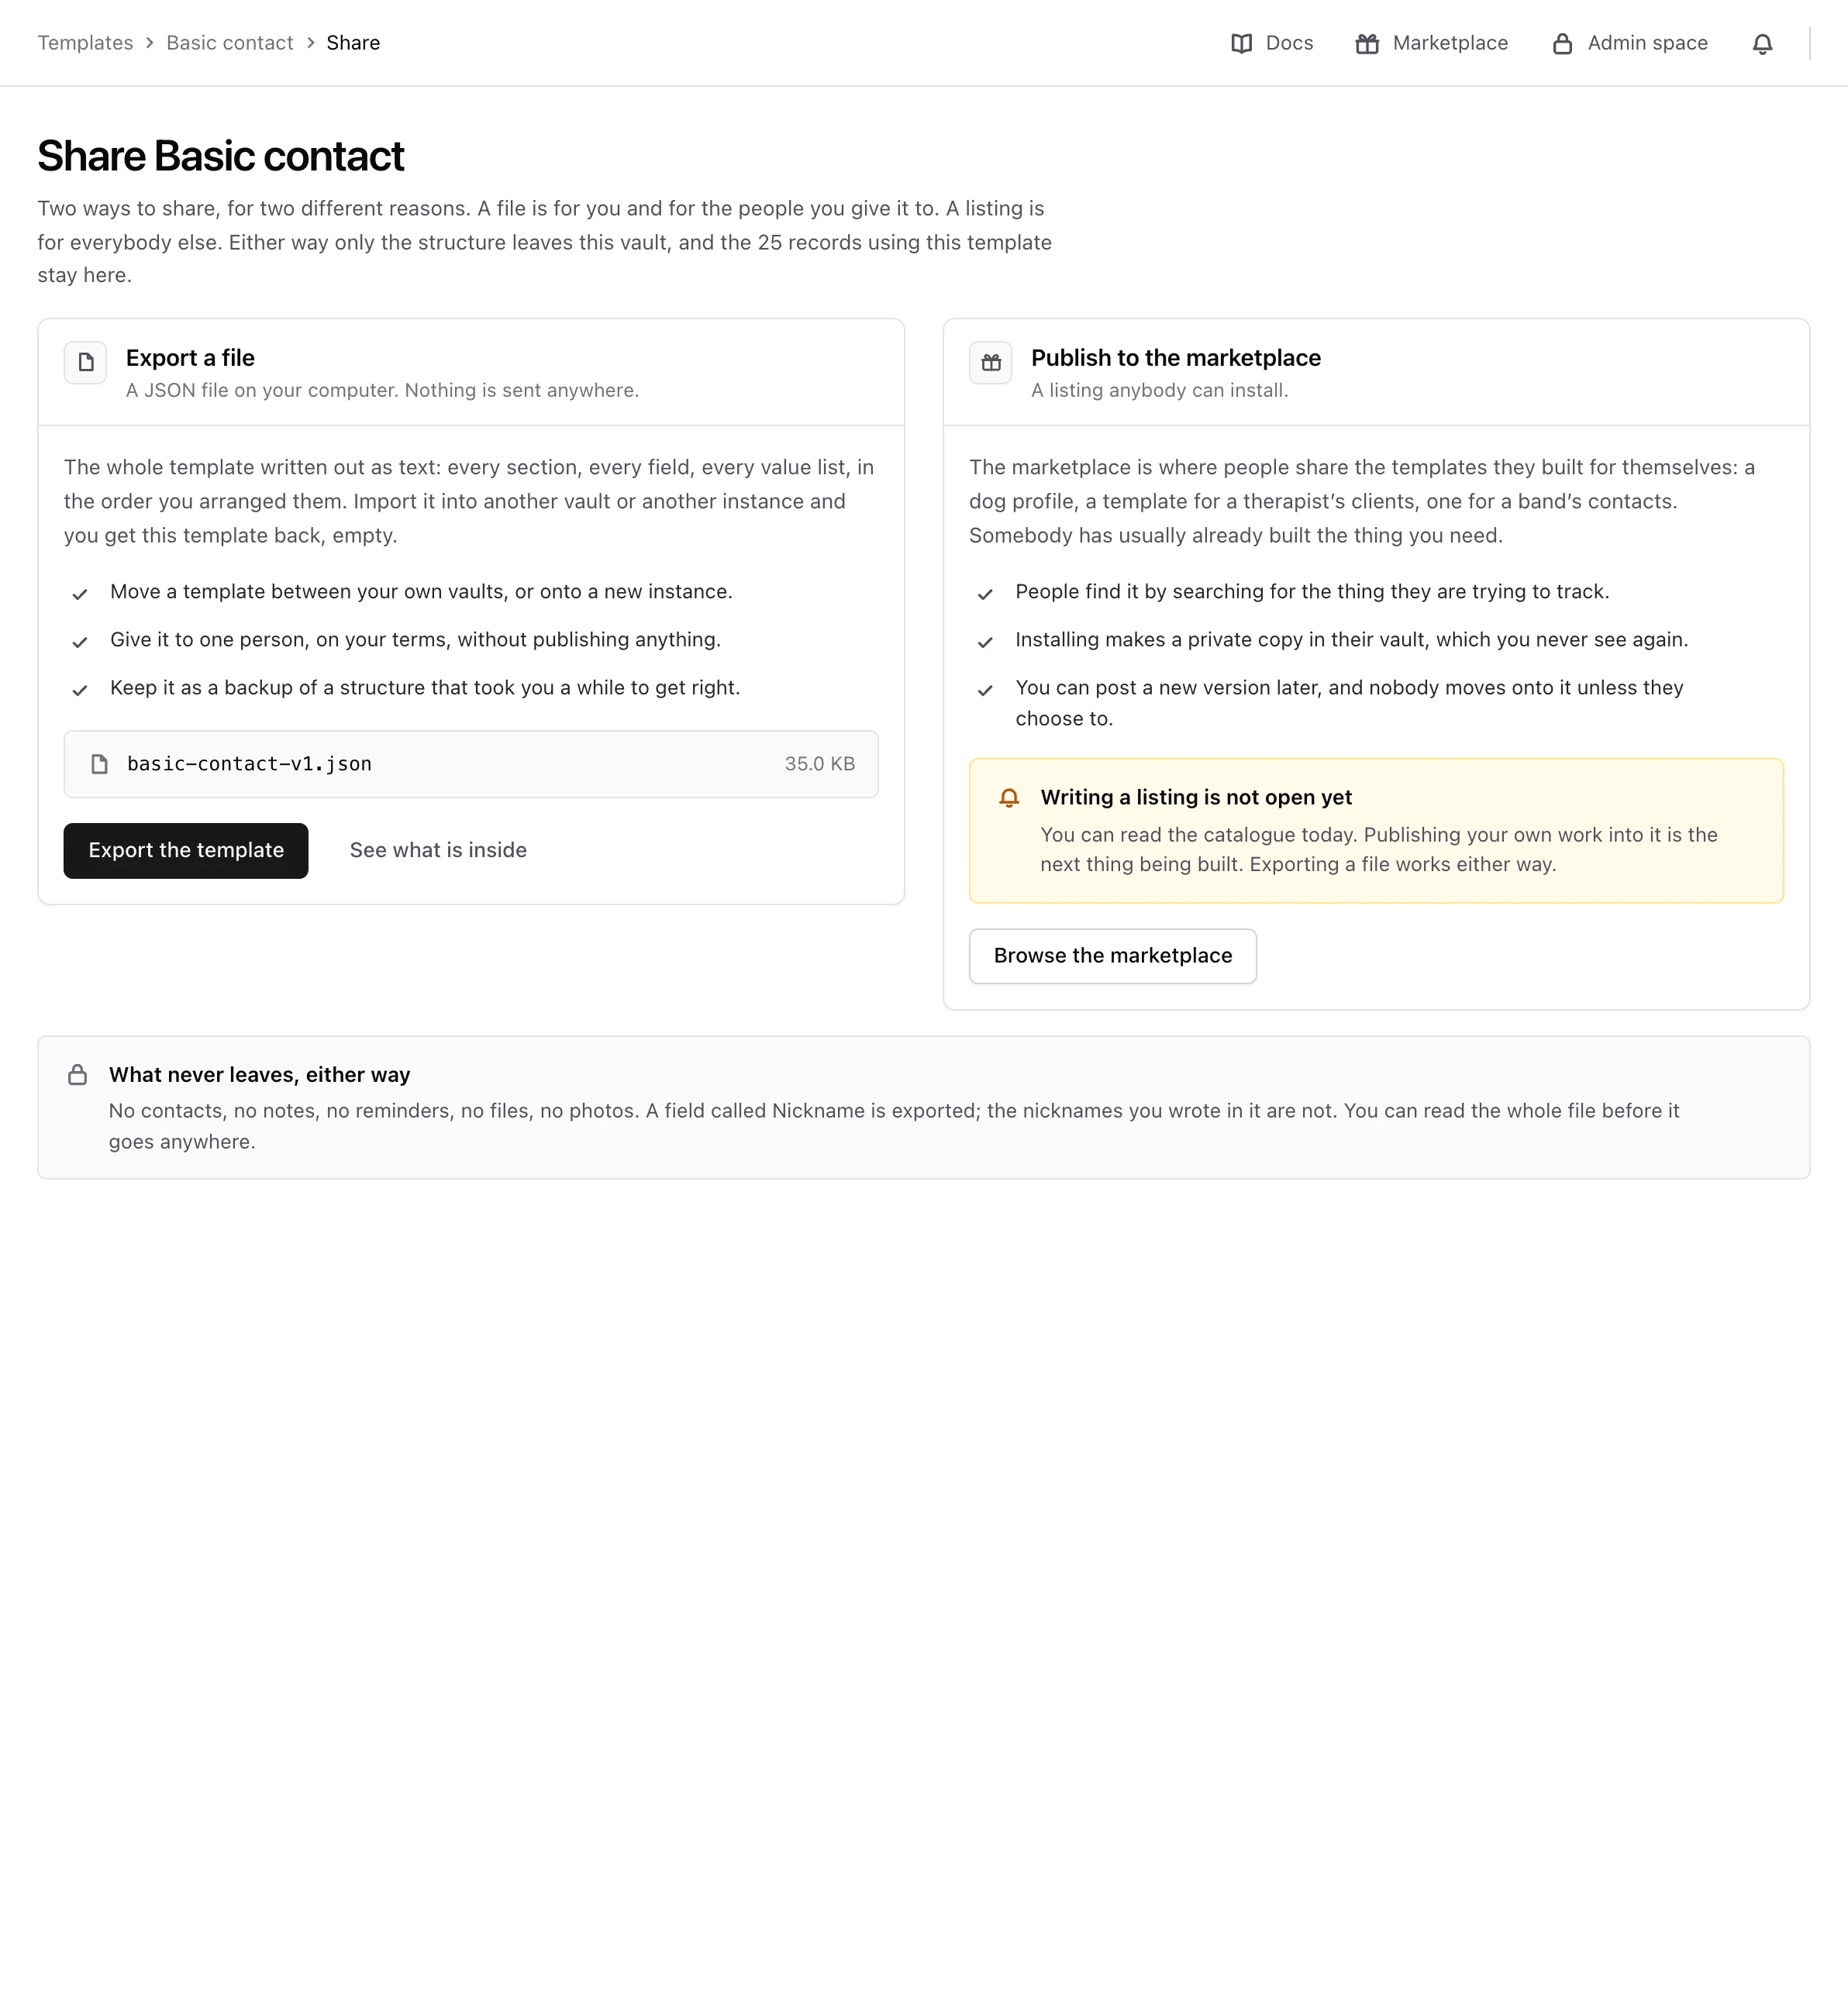 Templates > Basic contact > Share
Docs
Marketplace
Admin space
Share Basic contact
Two ways to share, for two different reasons. A file is for you and for the people you give it to. A listing is
for everybody else. Either way only the structure leaves this vault, and the 25 records using this template
stay here.
Export a file
A JSON file on your computer. Nothing is sent anywhere.
The whole template written out as text: every section, every field, every value list, in
the order you arranged them. Import it into another vault or another instance and
you get this template back, empty.
Move a template between your own vaults, or onto a new instance.
Give it to one person, on your terms, without publishing anything.
Keep it as a backup of a structure that took you a while to get right.
basic-contact-v1.json
35.0 KB
Export the template
See what is inside
Publish to the marketplace
A listing anybody can install.
The marketplace is where people share the templates they built for themselves: a
dog profile, a template for a therapist’s clients, one for a band’s contacts.
Somebody has usually already built the thing you need.
People find it by searching for the thing they are trying to track.
Installing makes a private copy in their vault, which you never see again.
You can post a new version later, and nobody moves onto it unless they
choose to.
Writing a listing is not open yet
You can read the catalogue today. Publishing your own work into it is the
next thing being built. Exporting a file works either way.
Browse the marketplace
What never leaves, either way
No contacts, no notes, no reminders, no files, no photos. A field called Nickname is exported; the nicknames you wrote in it are not. You can read the whole file before it
goes anywhere.